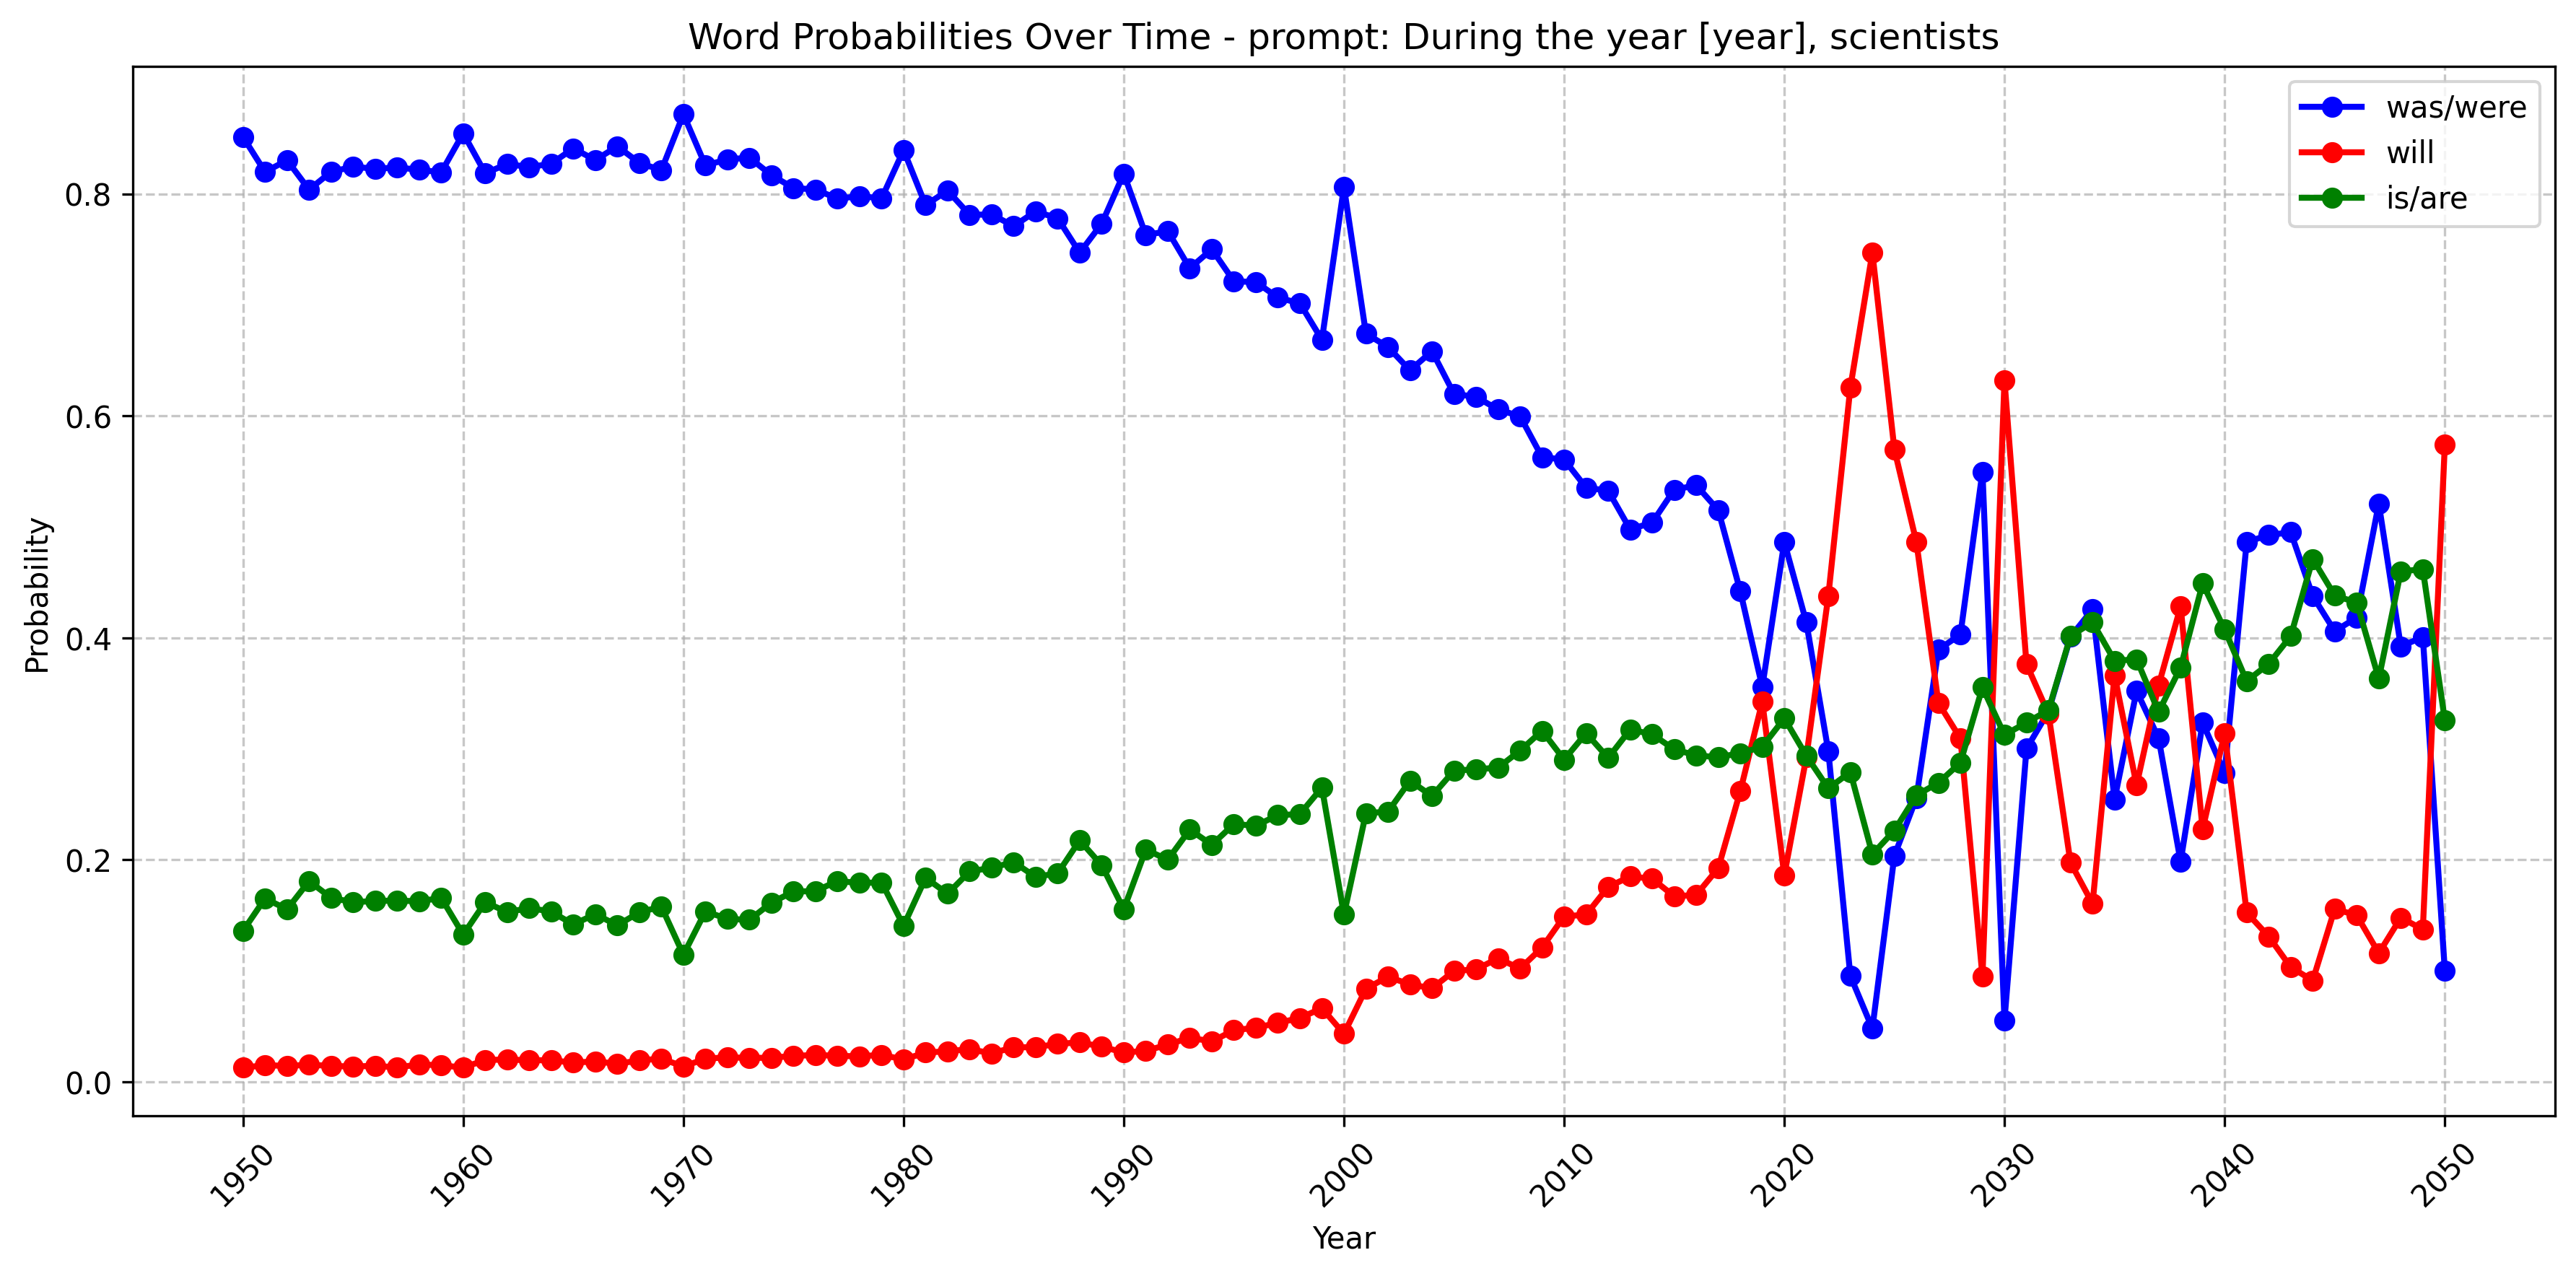 Word Probabilities Over Time - prompt: During the year [year], scientists
was/were
will
is/are
Probability
0.8
0.6
0.4
0.2
0.0
1950
1960
1970
1980
1990
2000
2010
2020
2030
2040
2050
Year